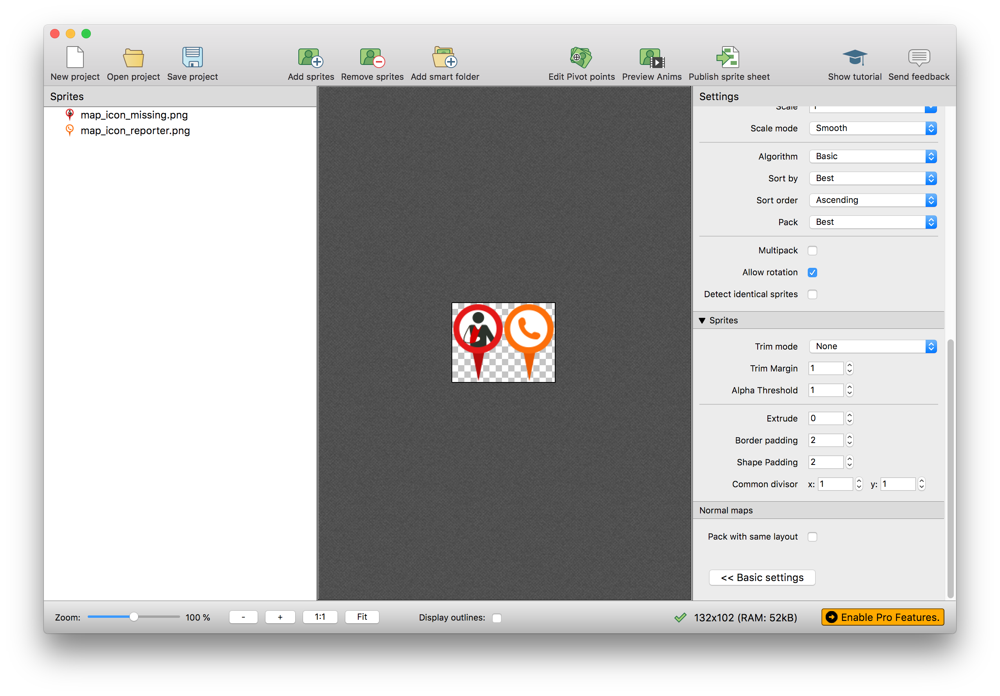 New project Open project Save project Add sprites Remove sprites Add smart folder Edit Pivot points Preview Anims Publish sprite sheet Show tutorial Send feedback
Sprites
map_icon_missing.png
map_icon_reporter.png
Settings
Scale 1
Scale mode Smooth
Algorithm Basic
Sort by Best
Sort order Ascending
Pack Best
Multipack
Allow rotation
Detect identical sprites
Sprites
Trim mode None
Trim Margin 1
Alpha Threshold 1
Extrude 0
Border padding 2
Shape Padding 2
Common divisor x: 1 y: 1
Normal maps
Pack with same layout
<< Basic settings
Zoom: 100 % - + 1:1 Fit Display outlines: 132x102 (RAM: 52kB) Enable Pro Features.